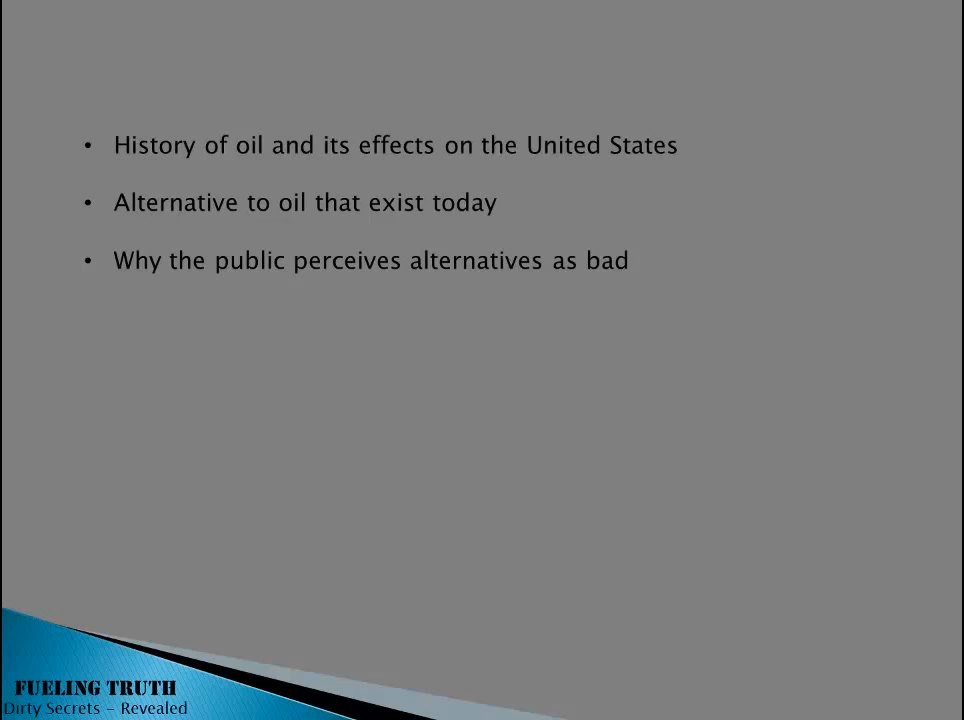 • History of oil and its effects on the United States
• Alternative to oil that exist today
• Why the public perceives alternatives as bad
FUELING TRUTH
Dirty Secrets – Revealed